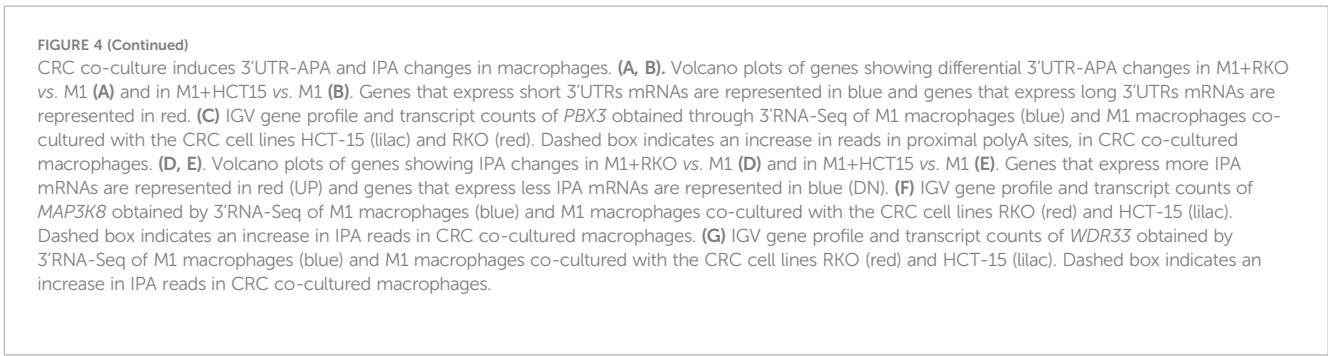 FIGURE 4 (Continued)
CRC co-culture induces 3’UTR-APA and IPA changes in macrophages. (A, B). Volcano plots of genes showing differential 3’UTR-APA changes in M1+RKO
vs. M1 (A) and in M1+HCT15 vs. M1 (B). Genes that express short 3’UTRs mRNAs are represented in blue and genes that express long 3’UTRs mRNAs are
represented in red. (C) IGV gene profile and transcript counts of PBX3 obtained through 3’RNA-Seq of M1 macrophages (blue) and M1 macrophages co-
cultured with the CRC cell lines HCT-15 (lilac) and RKO (red). Dashed box indicates an increase in reads in proximal polyA sites, in CRC co-cultured
macrophages. (D, E). Volcano plots of genes showing IPA changes in M1+RKO vs. M1 (D) and in M1+HCT15 vs. M1 (E). Genes that express more IPA
mRNAs are represented in red (UP) and genes that express less IPA mRNAs are represented in blue (DN). (F) IGV gene profile and transcript counts of
MAP3K8 obtained by 3’RNA-Seq of M1 macrophages (blue) and M1 macrophages co-cultured with the CRC cell lines RKO (red) and HCT-15 (lilac).
Dashed box indicates an increase in IPA reads in CRC co-cultured macrophages. (G) IGV gene profile and transcript counts of WDR33 obtained by
3’RNA-Seq of M1 macrophages (blue) and M1 macrophages co-cultured with the CRC cell lines RKO (red) and HCT-15 (lilac). Dashed box indicates an
increase in IPA reads in CRC co-cultured macrophages.